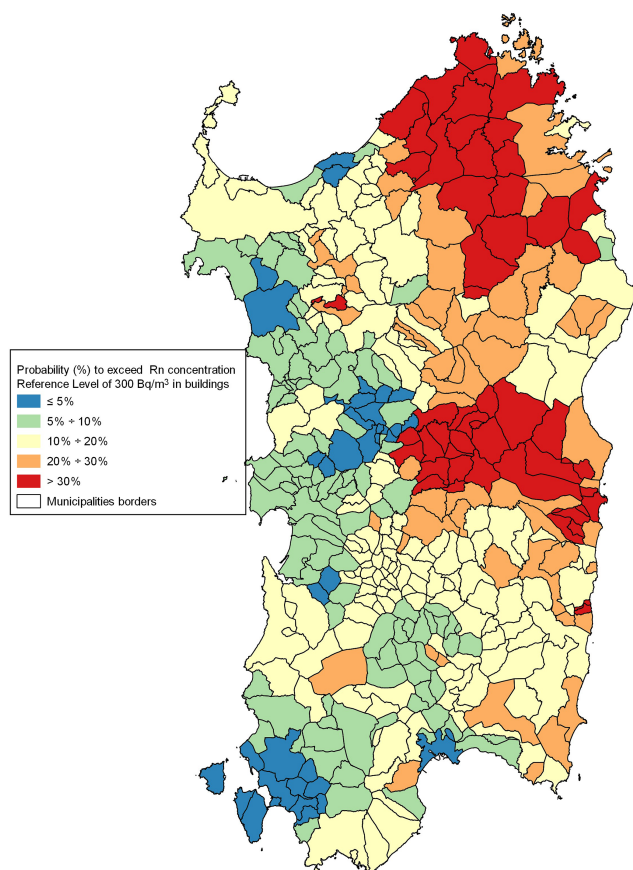 Probability (%) to exceed Rn concentration
Reference Level of 300 Bq/m³ in buildings
≤ 5%
5% ÷ 10%
10% ÷ 20%
20% ÷ 30%
> 30%
Municipalities borders